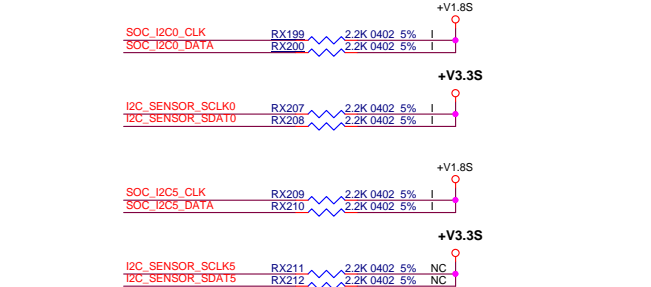 +V1.8S
SOC_I2C0_CLK RX199 2.2K 0402 5% I
SOC_I2C0_DATA RX200 2.2K 0402 5% I
+V3.3S
I2C_SENSOR_SCLK0 RX207 2.2K 0402 5% I
I2C_SENSOR_SDAT0 RX208 2.2K 0402 5% I
+V1.8S
SOC_I2C5_CLK RX209 2.2K 0402 5% I
SOC_I2C5_DATA RX210 2.2K 0402 5% I
+V3.3S
I2C_SENSOR_SCLK5 RX211 2.2K 0402 5% NC
I2C_SENSOR_SDAT5 RX212 2.2K 0402 5% NC